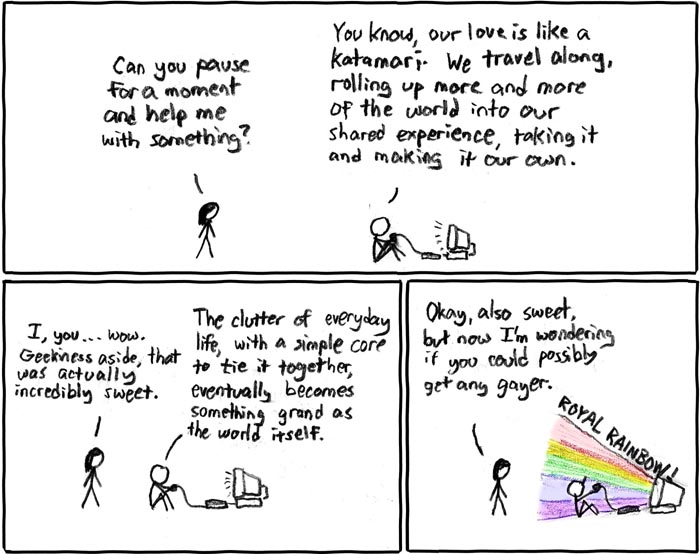 Can you pause
for a moment
and help me
with something?
You know, our love is like a
katamari. We travel along,
rolling up more and more
of the world into our
shared experience, taking it
and making it our own.
I, you... wow.
Geekiness aside, that
was actually
incredibly sweet.
The clutter of everyday
life, with a simple core
to tie it together,
eventually becomes
something grand as
the world itself.
Okay, also sweet,
but now I'm wondering
if you could possibly
get any gayer.
ROYAL RAINBOW!